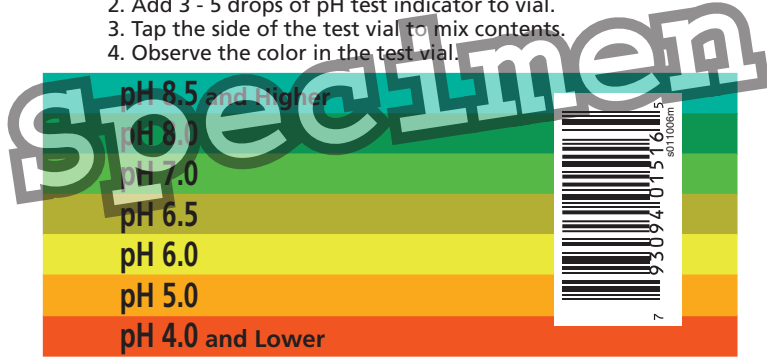 2. Add 3 - 5 drops of pH test indicator to vial.
3. Tap the side of the test vial to mix contents.
4. Observe the color in the test vial.
Specimen
pH 8.5 and Higher
pH 8.0
pH 7.0
pH 6.5
pH 6.0
pH 5.0
pH 4.0 and Lower
7 93094 01516 5
s011006m